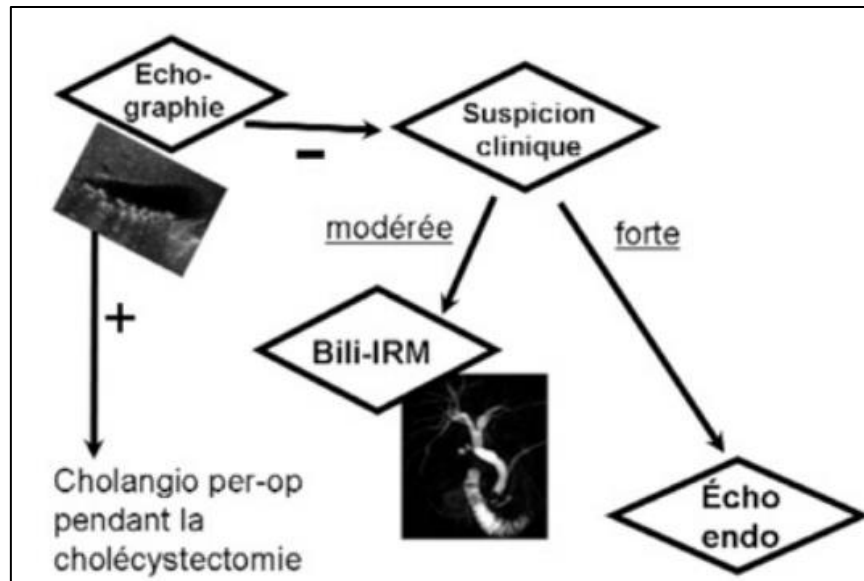 Echo-
graphie
Suspicion
clinique
-
modérée
forte
+
Bili-IRM
Cholangio per-op
pendant la
cholécystectomie
Écho
endo